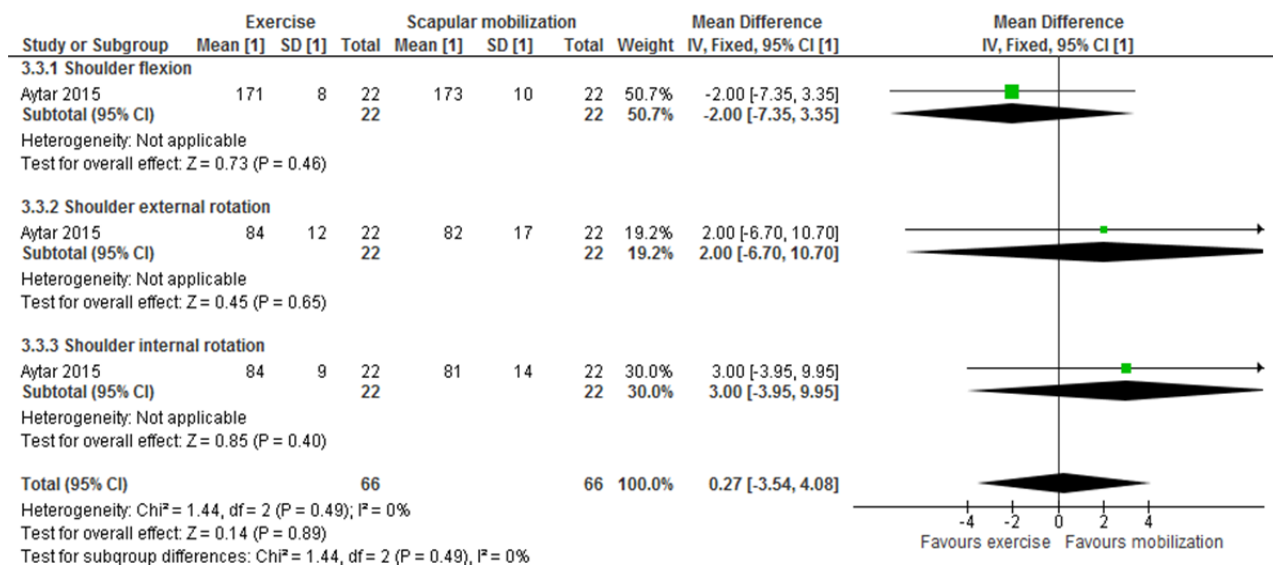 Exercise Scapular mobilization Mean Difference Mean Difference
Study or Subgroup Mean [1] SD [1] Total Mean [1] SD [1] Total Weight IV, Fixed, 95% CI [1] IV, Fixed, 95% CI [1]
3.3.1 Shoulder flexion
Aytar 2015 171 8 22 173 10 22 50.7% -2.00 [-7.35, 3.35]
Subtotal (95% CI) 22 22 50.7% -2.00 [-7.35, 3.35]
Heterogeneity: Not applicable
Test for overall effect: Z = 0.73 (P = 0.46)
3.3.2 Shoulder external rotation
Aytar 2015 84 12 22 82 17 22 19.2% 2.00 [-6.70, 10.70]
Subtotal (95% CI) 22 22 19.2% 2.00 [-6.70, 10.70]
Heterogeneity: Not applicable
Test for overall effect: Z = 0.45 (P = 0.65)
3.3.3 Shoulder internal rotation
Aytar 2015 84 9 22 81 14 22 30.0% 3.00 [-3.95, 9.95]
Subtotal (95% CI) 22 22 30.0% 3.00 [-3.95, 9.95]
Heterogeneity: Not applicable
Test for overall effect: Z = 0.85 (P = 0.40)
Total (95% CI) 66 66 100.0% 0.27 [-3.54, 4.08]
Heterogeneity: Chi² = 1.44, df = 2 (P = 0.49); I² = 0%
Test for overall effect: Z = 0.14 (P = 0.89)
Test for subgroup differences: Chi² = 1.44, df = 2 (P = 0.49), I² = 0%
-4 -2 0 2 4
Favours exercise Favours mobilization